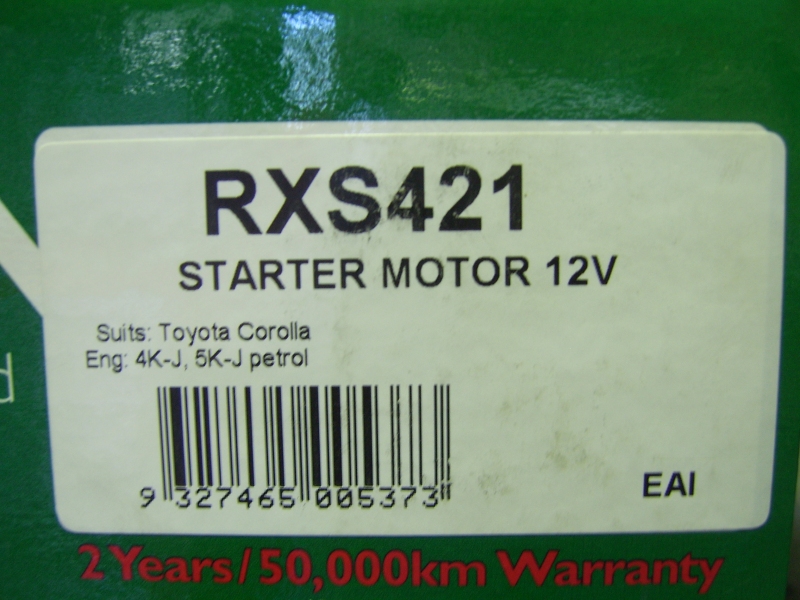 RXS421
STARTER MOTOR 12V
Suits: Toyota Corolla
Eng: 4K-J, 5K-J petrol
9 327465 005373
EAI
2 Years/50,000km Warranty